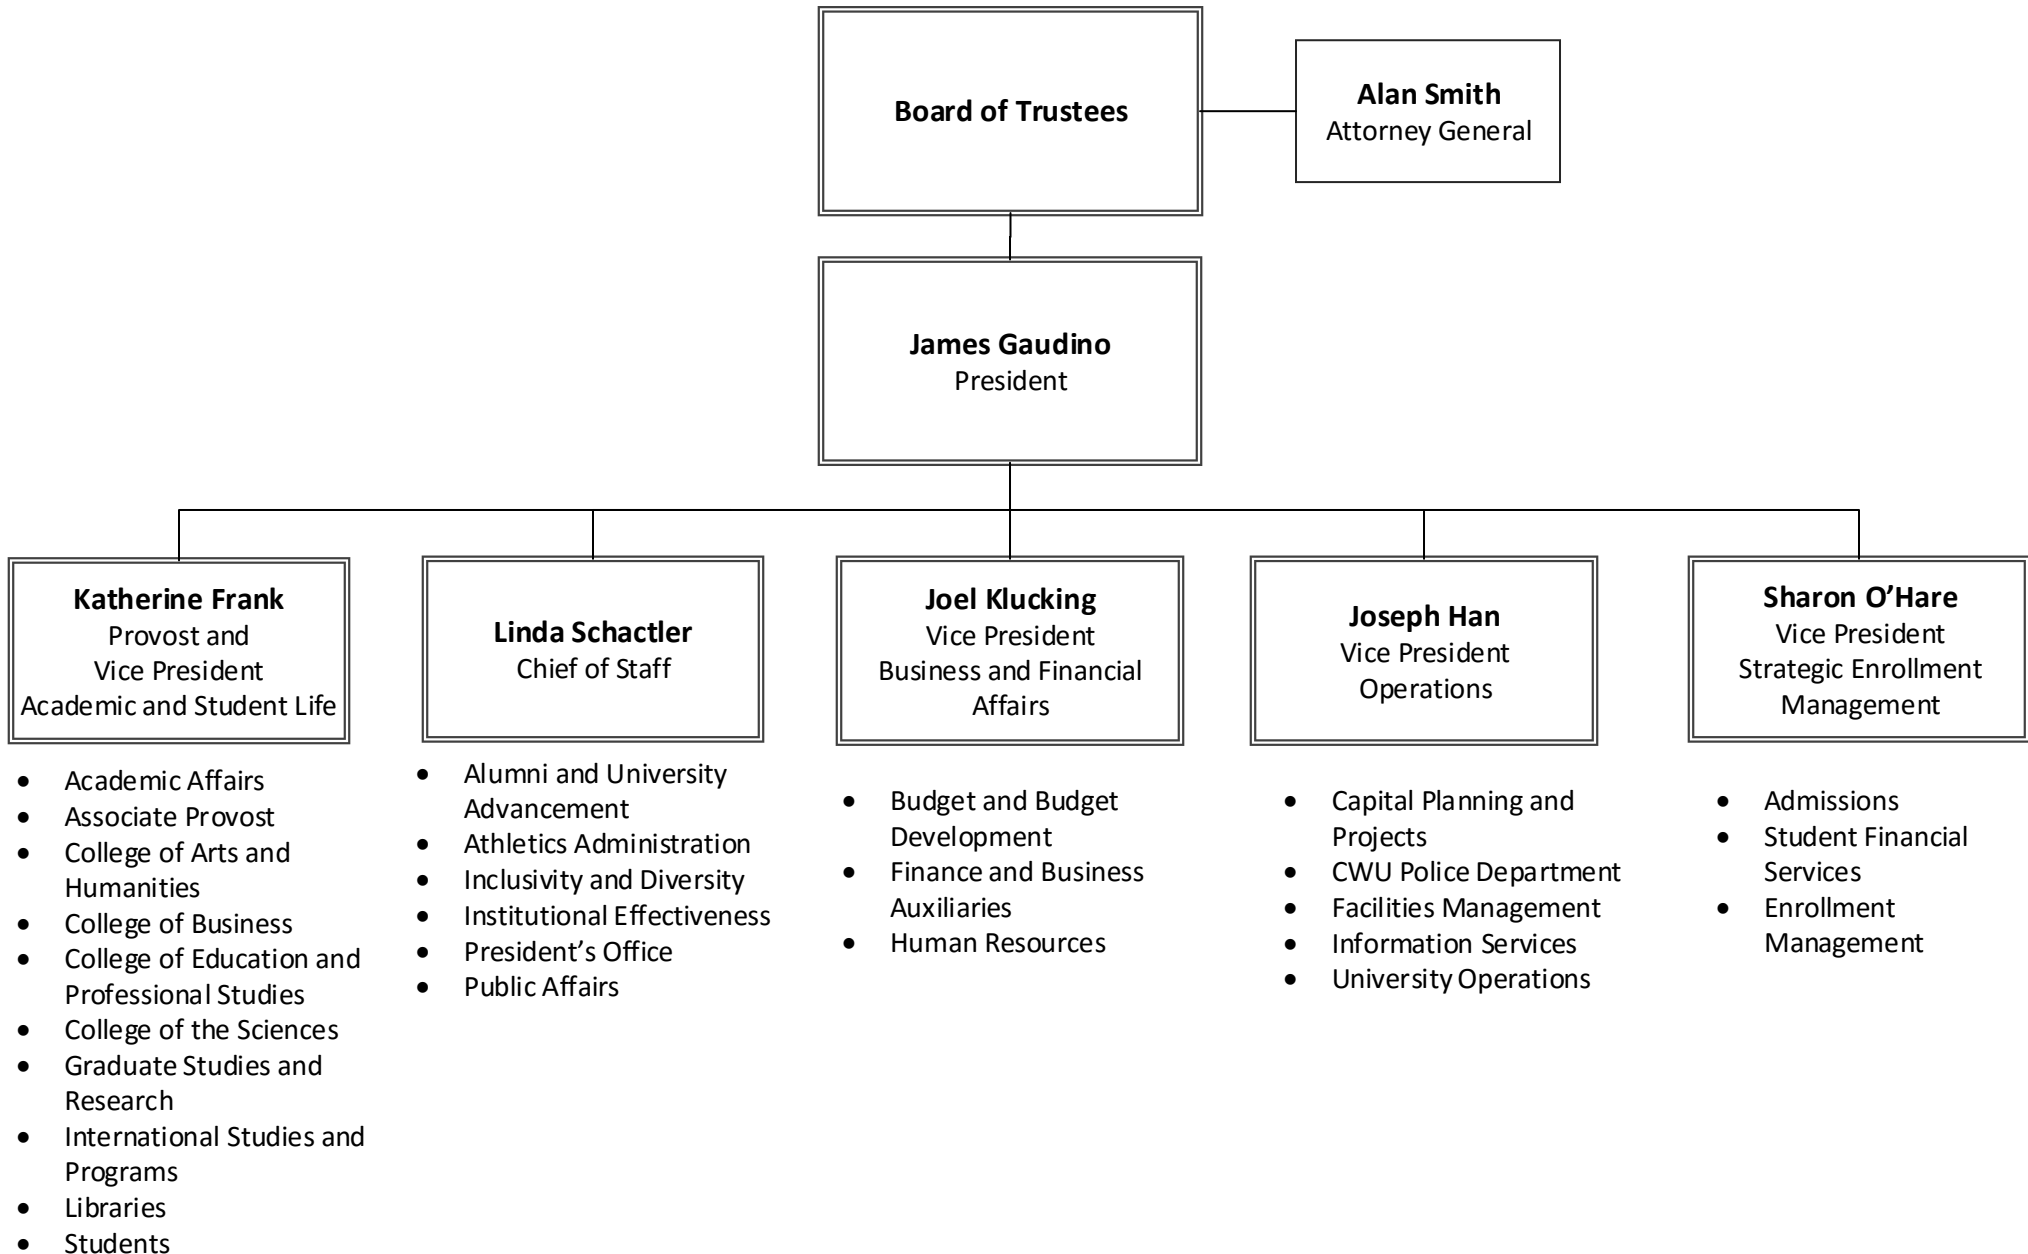 Board of Trustees
Alan Smith
Attorney General
James Gaudino
President
Katherine Frank
Provost and
Vice President
Academic and Student Life
Linda Schactler
Chief of Staff
Joel Klucking
Vice President
Business and Financial
Affairs
Joseph Han
Vice President
Operations
Sharon O’Hare
Vice President
Strategic Enrollment
Management
• Academic Affairs
• Associate Provost
• College of Arts and
Humanities
• College of Business
• College of Education and
Professional Studies
• College of the Sciences
• Graduate Studies and
Research
• International Studies and
Programs
• Libraries
• Students
• Alumni and University
Advancement
• Athletics Administration
• Inclusivity and Diversity
• Institutional Effectiveness
• President’s Office
• Public Affairs
• Budget and Budget
Development
• Finance and Business
Auxiliaries
• Human Resources
• Capital Planning and
Projects
• CWU Police Department
• Facilities Management
• Information Services
• University Operations
• Admissions
• Student Financial
Services
• Enrollment
Management